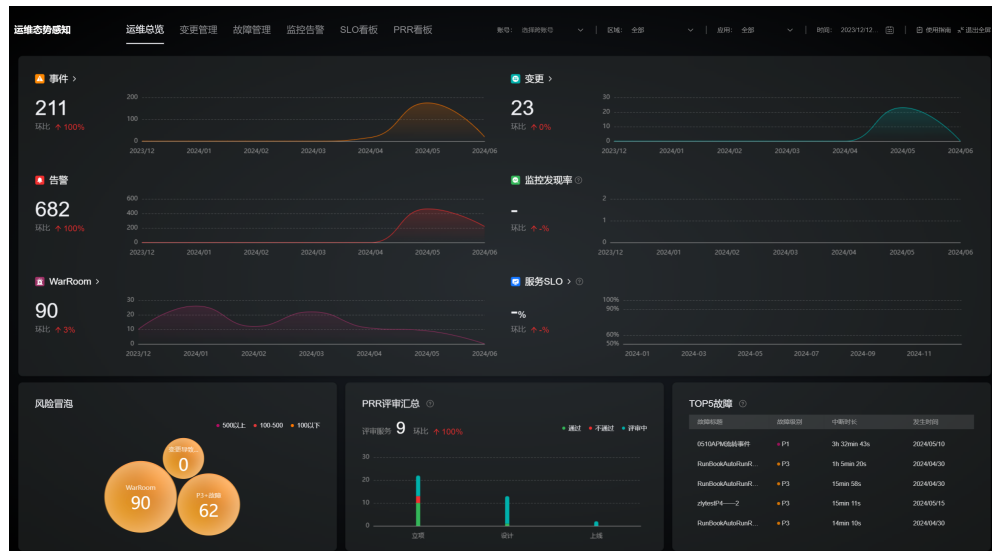 运维态势感知 运维总览 变更管理 故障管理 监控告警 SLO看板 PRR看板 账号: 选择跨账号 区域: 全部 应用: 全部 时间: 2023/12/12... 使用指南 退出全屏
事件 >
211
环比 ↑ 100%
200
100
0
2023/12 2024/01 2024/02 2024/03 2024/04 2024/05 2024/06
变更 >
23
环比 ↑ 0%
30
20
10
0
2023/12 2024/01 2024/02 2024/03 2024/04 2024/05 2024/06
告警
682
环比 ↑ 100%
600
400
200
0
2023/12 2024/01 2024/02 2024/03 2024/04 2024/05 2024/06
监控发现率
-
环比 ↑ -%
2
1
0
2023/12 2024/01 2024/02 2024/03 2024/04 2024/05 2024/06
WarRoom >
90
环比 ↑ 3%
30
20
10
0
2023/12 2024/01 2024/02 2024/03 2024/04 2024/05 2024/06
服务SLO >
-%
环比 ↑ -%
100%
90%
60%
50%
2024-01 2024-03 2024-05 2024-07 2024-09 2024-11
风险冒泡
500以上 100-500 100以下
0
WarRoom
90
P3+故障
62
PRR评审汇总
评审服务 9 环比 ↑ 100%
通过 不通过 评审中
30
20
10
0
立项 设计 上线
TOP5故障
故障标题 故障级别 中断时长 发生时间
0510APM流转事件 P1 3h 32min 43s 2024/05/10
RunBookAutoRunR... P3 1h 5min 20s 2024/04/30
RunBookAutoRunR... P3 15min 58s 2024/04/30
zlytestP4——2 P3 15min 11s 2024/05/15
RunBookAutoRunR... P3 14min 10s 2024/04/30